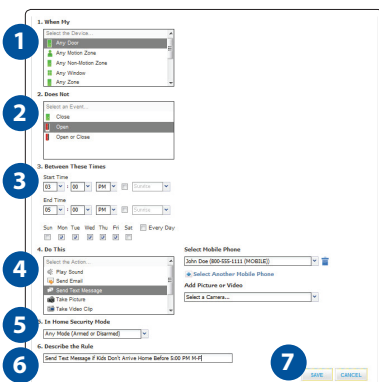 1. When My
1
Select the Device...
Any Door
Any Motion Zone
Any Non-Motion Zone
Any Window
Any Zone
2. Does Not
2
Select an Event...
Close
Open
Open or Close
3. Between These Times
3
Start Time
03 : 00 PM Sunrise
End Time
05 : 00 PM Sunrise
Sun Mon Tue Wed Thu Fri Sat Every Day
4. Do This
4
Select the Action...
Play Sound
Send Email
Send Text Message
Take Picture
Take Video Clip
Select Mobile Phone
John Doe (800-555-1111 (MOBILE))
Select Another Mobile Phone
Add Picture or Video
Select a Camera...
5
5. In Home Security Mode
Any Mode (Armed or Disarmed)
6. Describe the Rule
6
Send Text Message if Kids Don't Arrive Home Before 5:00 PM M-F
7
SAVE CANCEL